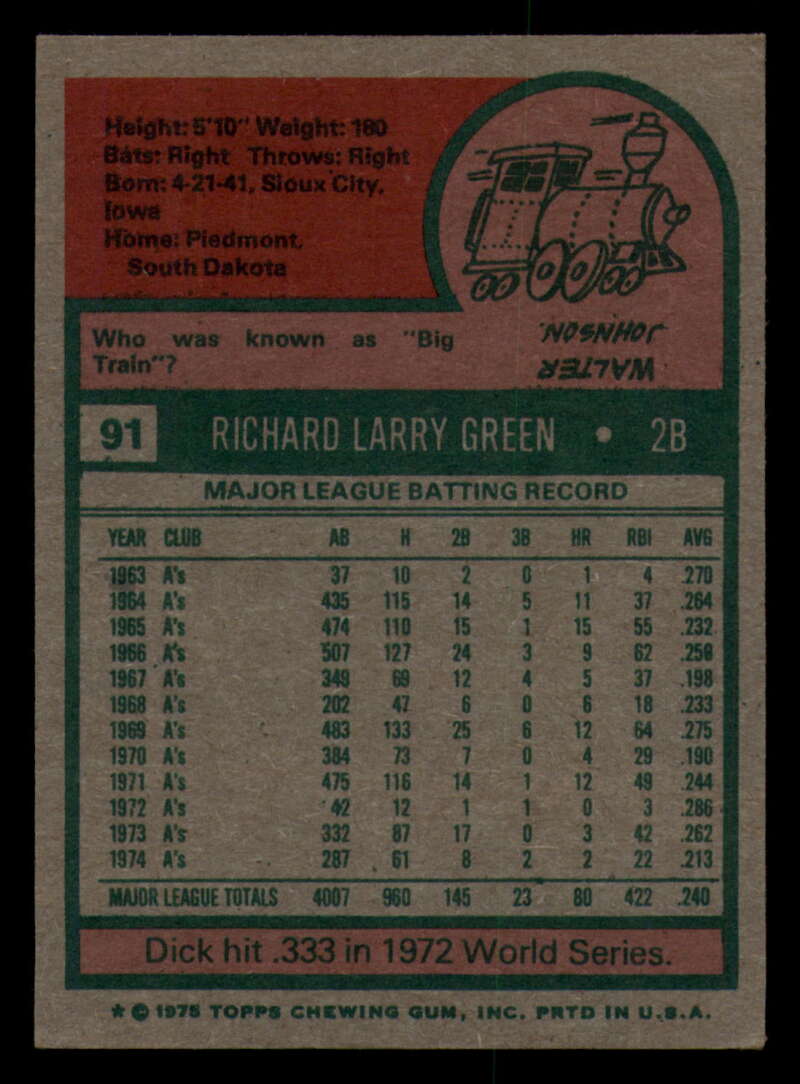 Height: 5'10" Weight: 180
Bats: Right Throws: Right
Born: 4-21-41, Sioux City,
Iowa
Home: Piedmont,
South Dakota
Who was known as "Big
Train"?
WALTER
JOHNSON.
91 RICHARD LARRY GREEN • 2B
MAJOR LEAGUE BATTING RECORD
YEAR CLUB AB H 2B 3B HR RBI AVG
1963 A's 37 10 2 0 1 4 .270
1964 A's 435 115 14 5 11 37 .264
1965 A's 474 110 15 1 15 55 .232
1966 A's 507 127 24 3 9 62 .250
1967 A's 349 69 12 4 5 37 .198
1968 A's 202 47 6 0 6 18 .233
1969 A's 483 133 25 6 12 64 .275
1970 A's 384 73 7 0 4 29 .190
1971 A's 475 116 14 1 12 49 .244
1972 A's 42 12 1 1 0 3 .286
1973 A's 332 87 17 0 3 42 .262
1974 A's 287 61 8 2 2 22 .213
MAJOR LEAGUE TOTALS 4007 960 145 23 80 422 .240
Dick hit .333 in 1972 World Series.
* © 1975 TOPPS CHEWING GUM, INC. PRTD IN U.S.A.